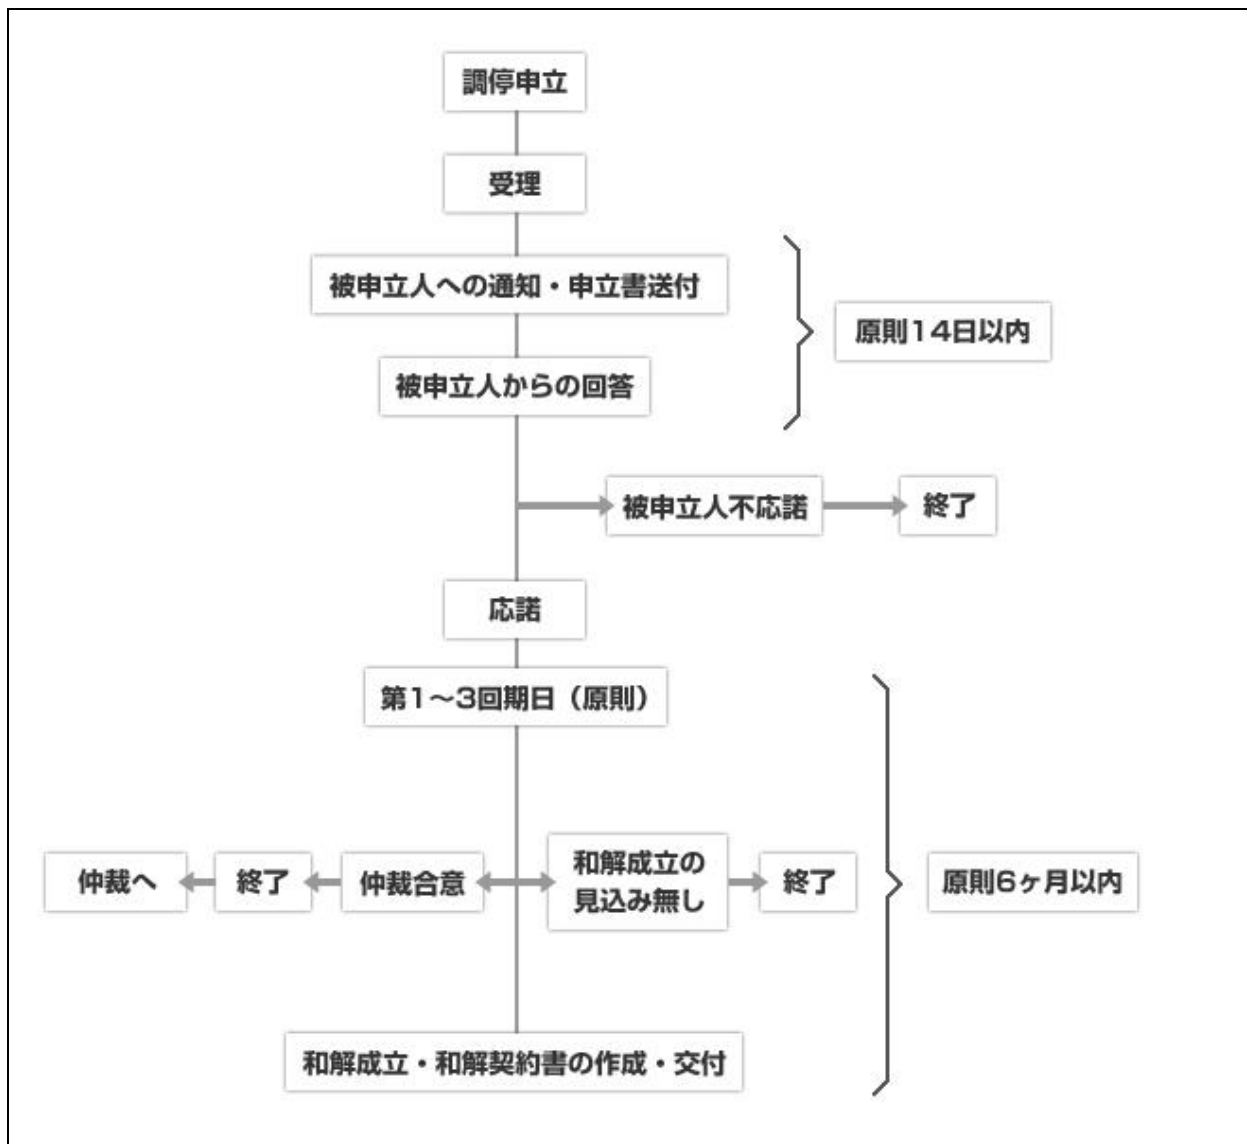 調停申立
受理
被申立人への通知・申立書送付
原則14日以内
被申立人からの回答
被申立人不応諾
終了
応諾
第1～3回期日（原則）
仲裁へ
終了
仲裁合意
和解成立の
見込み無し
終了
原則6ヶ月以内
和解成立・和解契約書の作成・交付